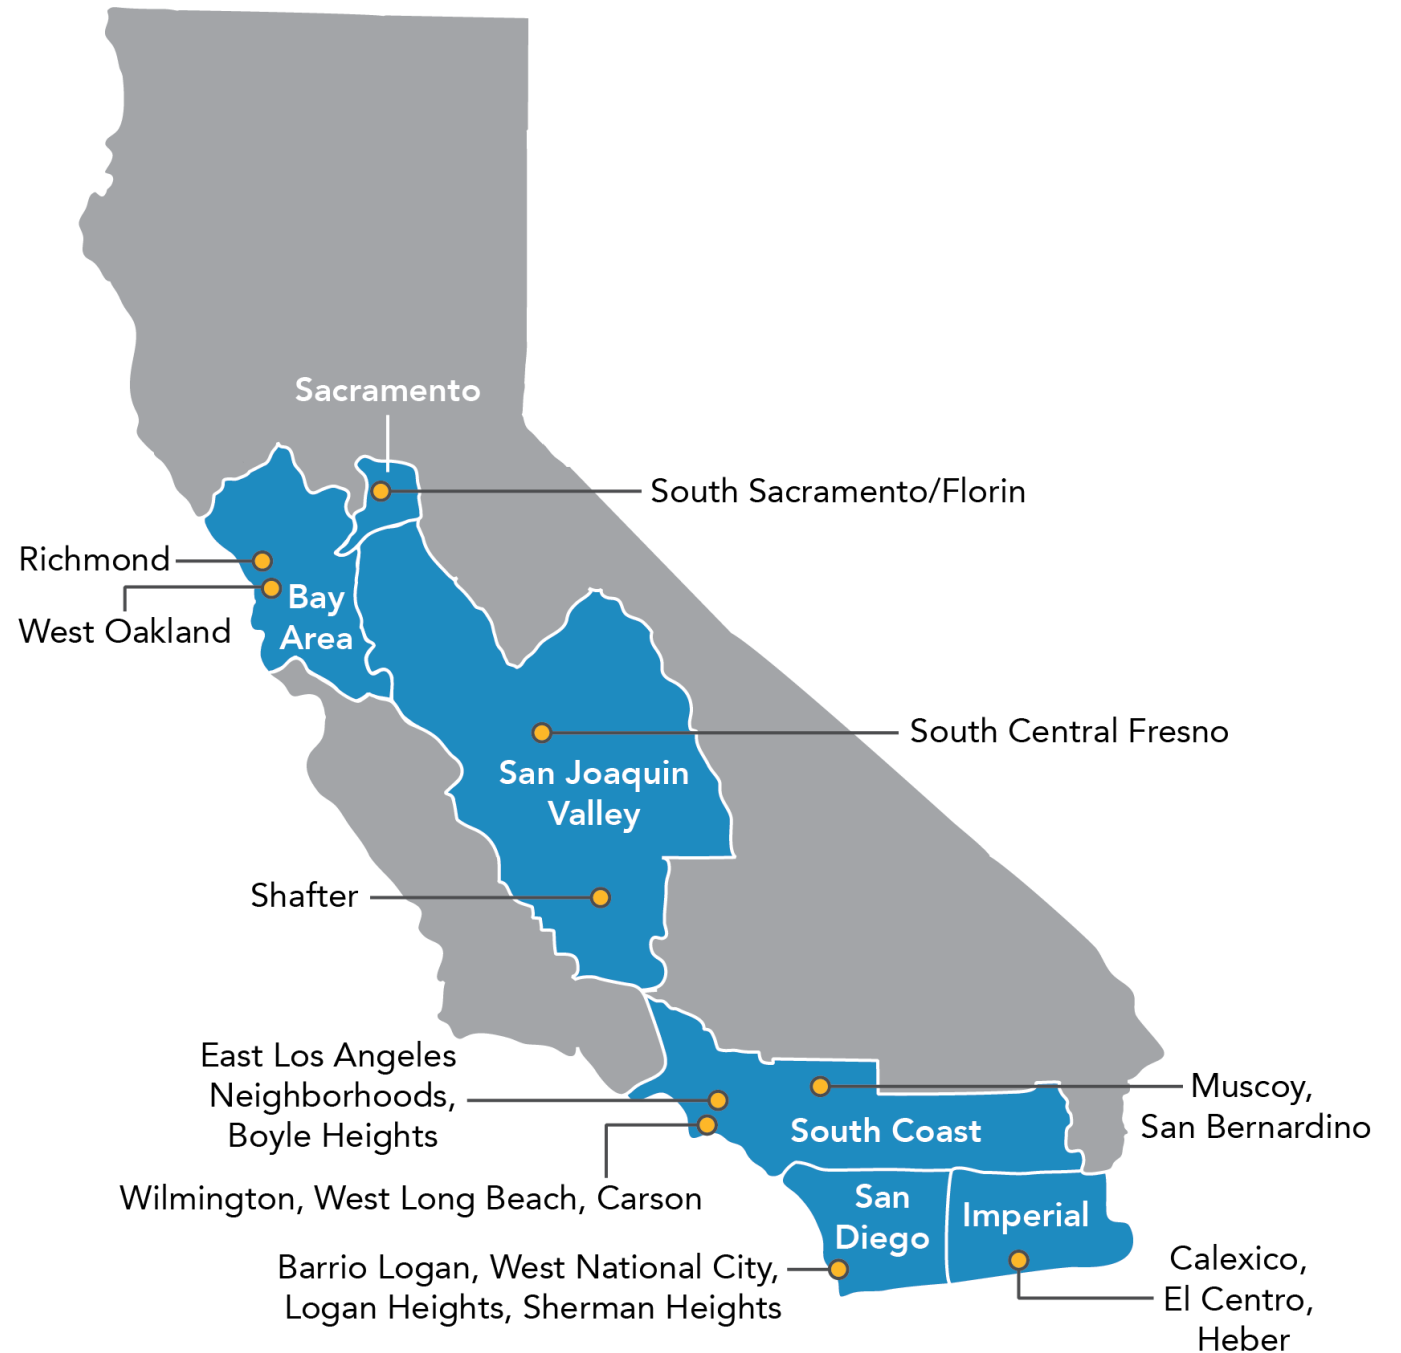 Sacramento
South Sacramento/Florin
Richmond
West Oakland
Bay
Area
South Central Fresno
San Joaquin
Valley
Shafter
East Los Angeles
Neighborhoods,
Boyle Heights
Muscoy,
San Bernardino
South Coast
Wilmington, West Long Beach, Carson
San
Diego
Imperial
Barrio Logan, West National City,
Logan Heights, Sherman Heights
Calexico,
El Centro,
Heber